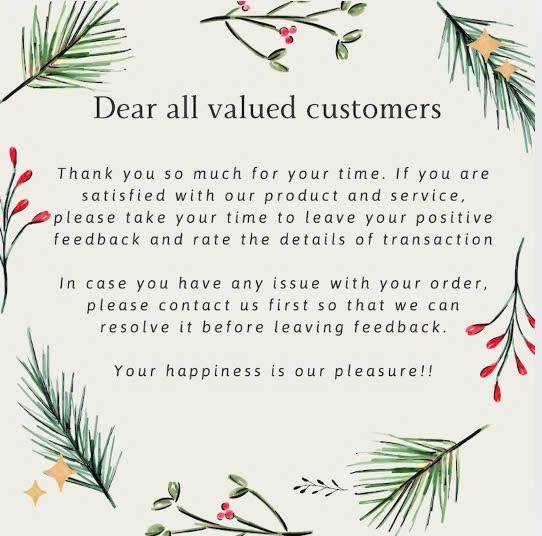 Dear all valued customers
Thank you so much for your time. If you are
satisfied with our product and service,
please take your time to leave your positive
feedback and rate the details of transaction
In case you have any issue with your order,
please contact us first so that we can
resolve it before leaving feedback.
Your happiness is our pleasure!!